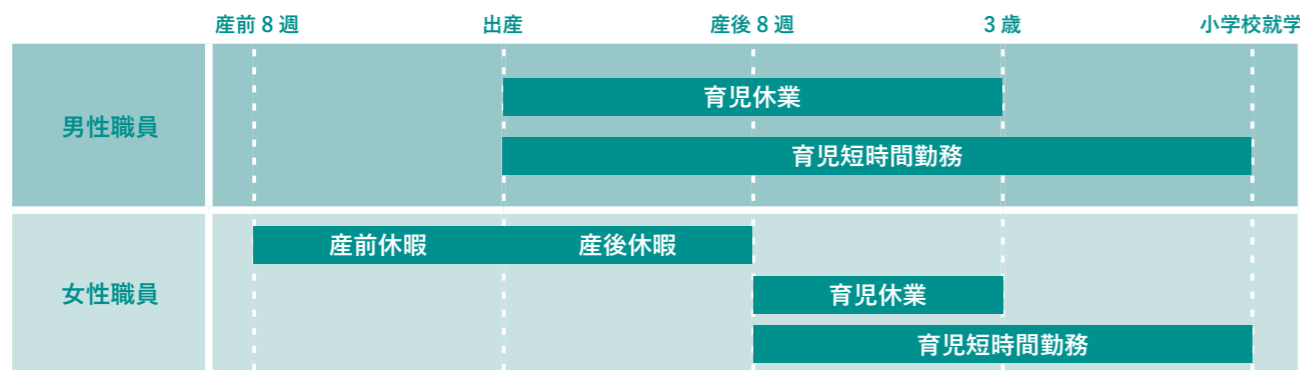 産前8週 出産 産後8週 3歳 小学校就学
男性職員
育児休業
育児短時間勤務
女性職員
産前休暇 産後休暇
育児休業
育児短時間勤務